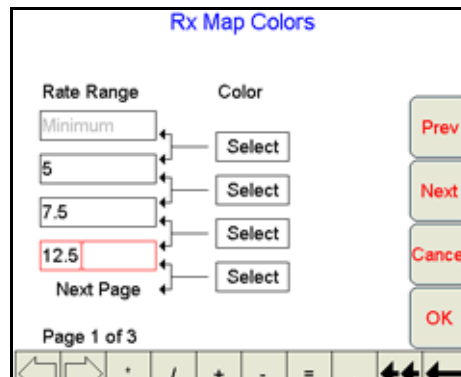 Rx Map Colors
Rate Range Color
Minimum
Select
5
Select
7.5
Select
12.5
Select
Next Page
Page 1 of 3
Prev
Next
Cance
OK
* / + - =